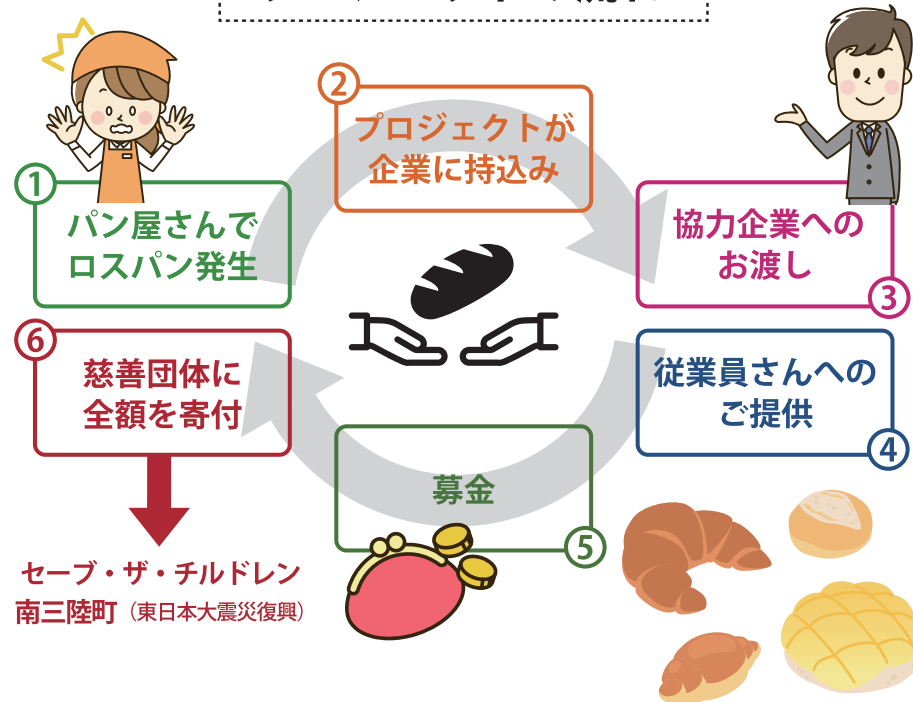 ①
パン屋さんで
ロスパン発生
②
プロジェクトが
企業に持込み
協力企業への
お渡し
③
従業員さんへの
ご提供
④
募金
⑤
⑥
慈善団体に
全額を寄付
セーブ・ザ・チルドレン
南三陸町（東日本大震災復興）